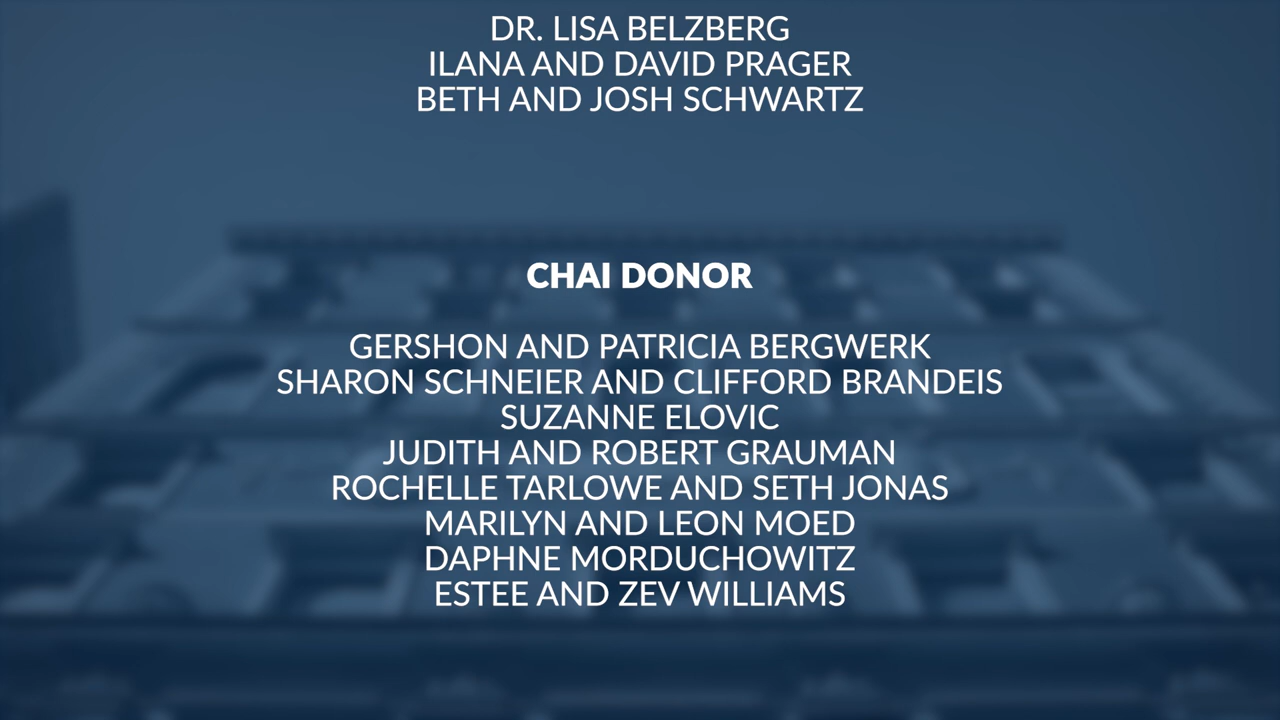 DR. LISA BELZBERG
ILANA AND DAVID PRAGER
BETH AND JOSH SCHWARTZ
CHAI DONOR
GERSHON AND PATRICIA BERGWERK
SHARON SCHNEIER AND CLIFFORD BRANDEIS
SUZANNE ELOVIC
JUDITH AND ROBERT GRAUMAN
ROCHELLE TARLOWE AND SETH JONAS
MARILYN AND LEON MOED
DAPHNE MORDUCHOWITZ
ESTEE AND ZEV WILLIAMS